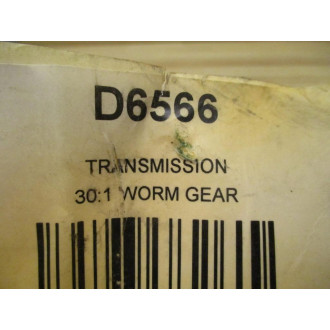 D6566
TRANSMISSION
30:1 WORM GEAR